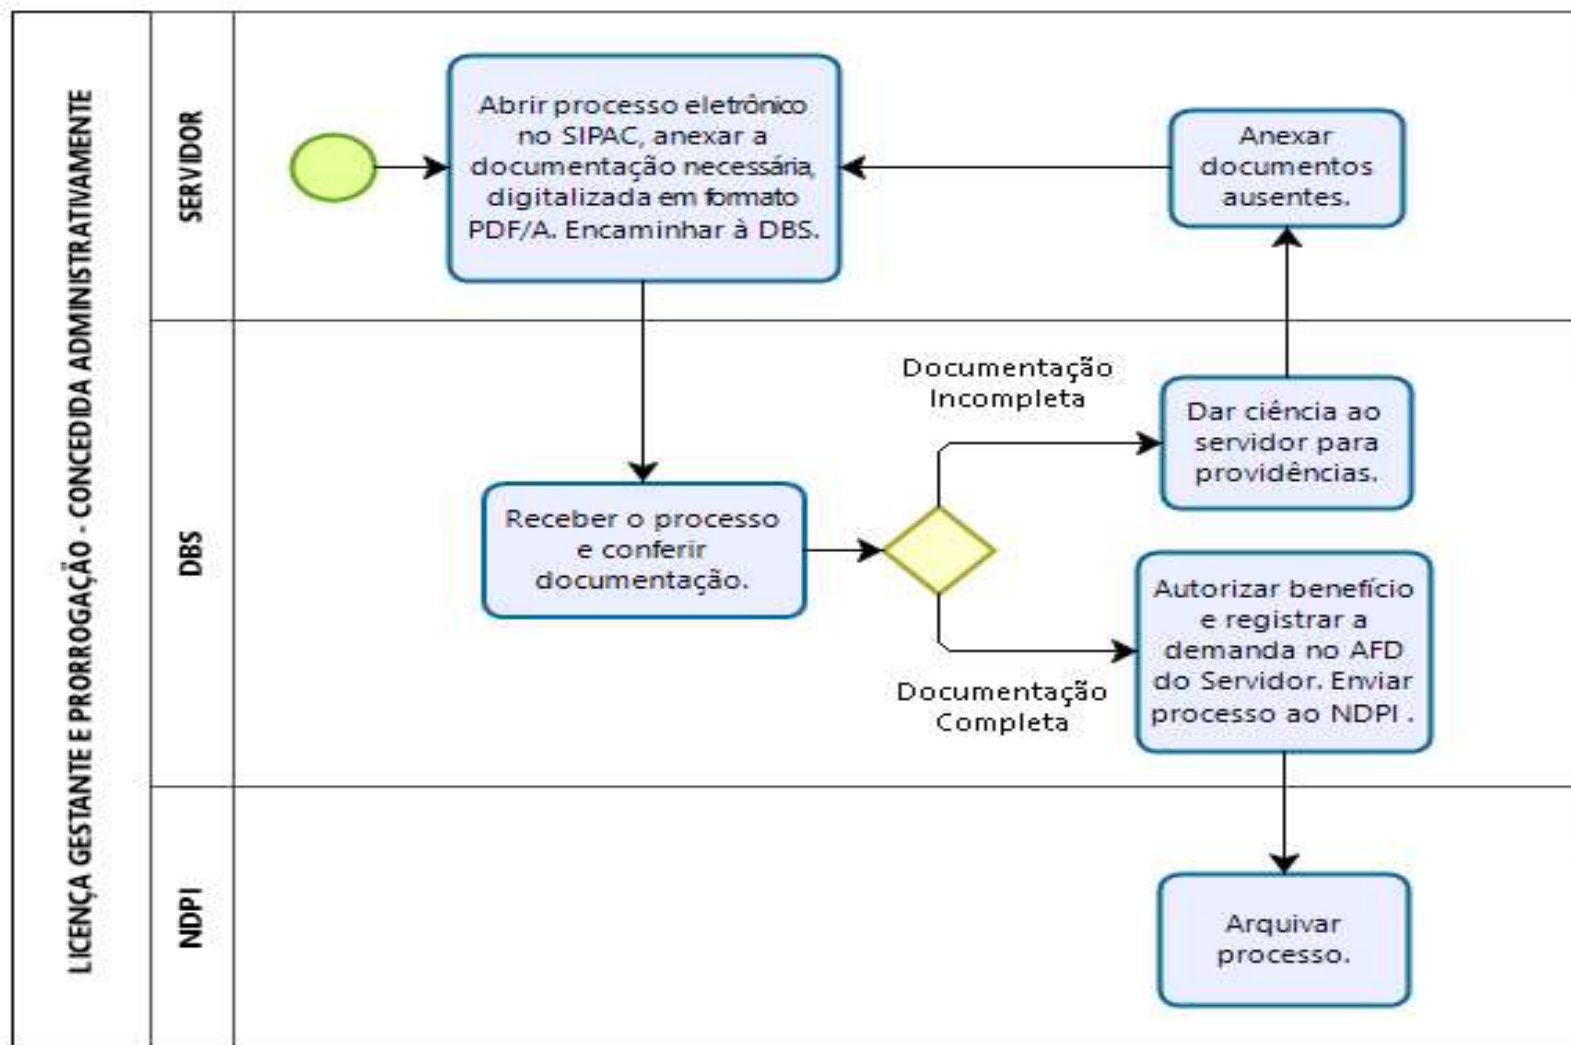 LICENÇA GESTANTE E PRORROGAÇÃO - CONCEDIDA ADMINISTRATIVAMENTE
SERVIDOR
Abrir processo eletrônico
no SIPAC, anexar a
documentação necessária,
digitalizada em formato
PDF/A. Encaminhar à DBS.
Anexar
documentos
ausentes.
DBS
Receber o processo
e conferir
documentação.
Documentação
Incompleta
Dar ciência ao
servidor para
providências.
Documentação
Completa
Autorizar benefício
e registrar a
demanda no AFD
do Servidor. Enviar
processo ao NDPI .
NDPI
Arquivar
processo.